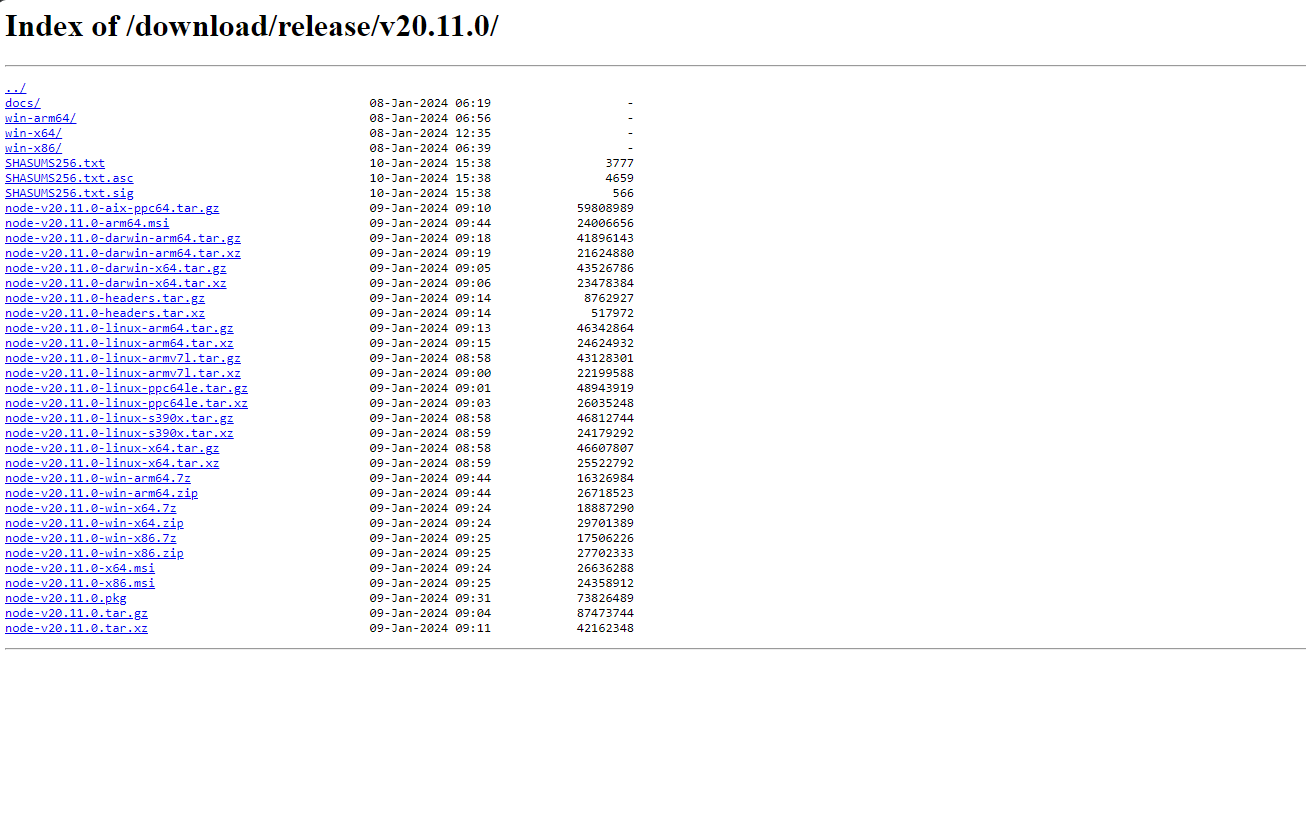 Index of /download/release/v20.11.0/
../
docs/ 08-Jan-2024 06:19 -
win-arm64/ 08-Jan-2024 06:56 -
win-x64/ 08-Jan-2024 12:35 -
win-x86/ 08-Jan-2024 06:39 -
SHASUMS256.txt 10-Jan-2024 15:38 3777
SHASUMS256.txt.asc 10-Jan-2024 15:38 4659
SHASUMS256.txt.sig 10-Jan-2024 15:38 566
node-v20.11.0-aix-ppc64.tar.gz 09-Jan-2024 09:10 59808989
node-v20.11.0-arm64.msi 09-Jan-2024 09:44 24006656
node-v20.11.0-darwin-arm64.tar.gz 09-Jan-2024 09:18 41896143
node-v20.11.0-darwin-arm64.tar.xz 09-Jan-2024 09:19 21624880
node-v20.11.0-darwin-x64.tar.gz 09-Jan-2024 09:05 43526786
node-v20.11.0-darwin-x64.tar.xz 09-Jan-2024 09:06 23478384
node-v20.11.0-headers.tar.gz 09-Jan-2024 09:14 8762927
node-v20.11.0-headers.tar.xz 09-Jan-2024 09:14 517972
node-v20.11.0-linux-arm64.tar.gz 09-Jan-2024 09:13 46342864
node-v20.11.0-linux-arm64.tar.xz 09-Jan-2024 09:15 24624932
node-v20.11.0-linux-armv7l.tar.gz 09-Jan-2024 08:58 43128301
node-v20.11.0-linux-armv7l.tar.xz 09-Jan-2024 09:00 22199588
node-v20.11.0-linux-ppc64le.tar.gz 09-Jan-2024 09:01 48943919
node-v20.11.0-linux-ppc64le.tar.xz 09-Jan-2024 09:03 26035248
node-v20.11.0-linux-s390x.tar.gz 09-Jan-2024 08:58 46812744
node-v20.11.0-linux-s390x.tar.xz 09-Jan-2024 08:59 24179292
node-v20.11.0-linux-x64.tar.gz 09-Jan-2024 08:58 46607807
node-v20.11.0-linux-x64.tar.xz 09-Jan-2024 08:59 25522792
node-v20.11.0-win-arm64.7z 09-Jan-2024 09:44 16326984
node-v20.11.0-win-arm64.zip 09-Jan-2024 09:44 26718523
node-v20.11.0-win-x64.7z 09-Jan-2024 09:24 18887290
node-v20.11.0-win-x64.zip 09-Jan-2024 09:24 29701389
node-v20.11.0-win-x86.7z 09-Jan-2024 09:25 17506226
node-v20.11.0-win-x86.zip 09-Jan-2024 09:25 27702333
node-v20.11.0-x64.msi 09-Jan-2024 09:24 26636288
node-v20.11.0-x86.msi 09-Jan-2024 09:25 24358912
node-v20.11.0.pkg 09-Jan-2024 09:31 73826489
node-v20.11.0.tar.gz 09-Jan-2024 09:04 87473744
node-v20.11.0.tar.xz 09-Jan-2024 09:11 42162348